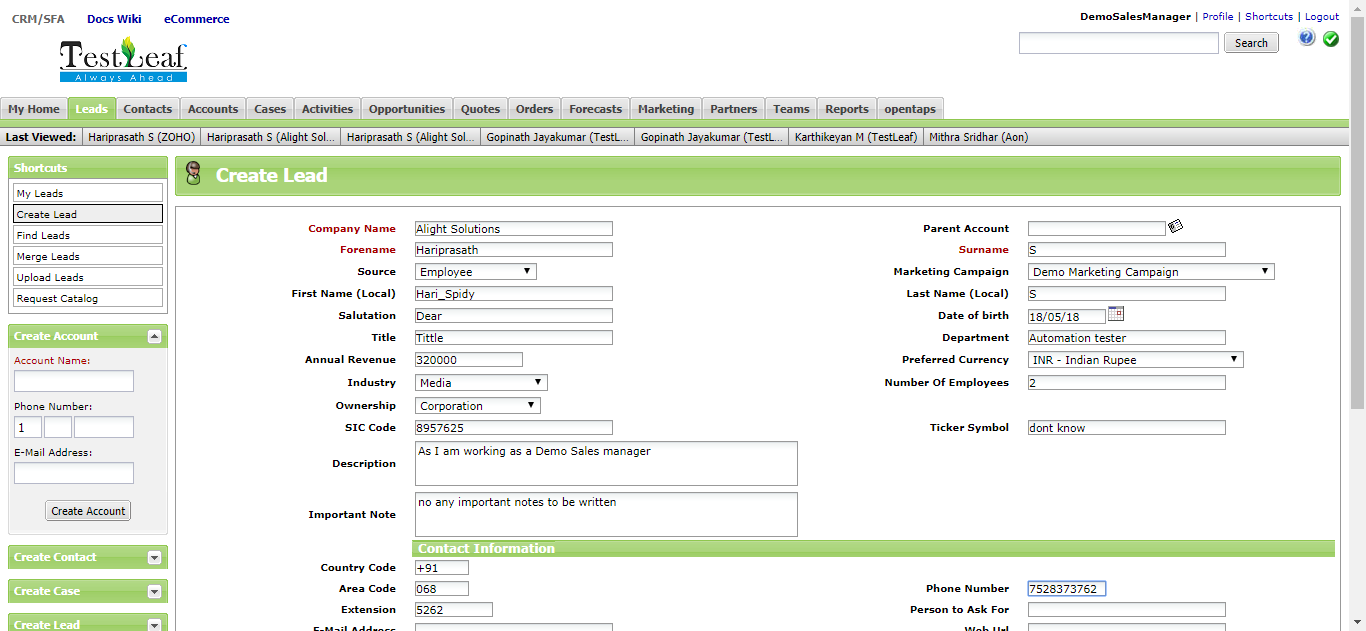 CRM/SFA Docs Wiki eCommerce
DemoSalesManager | Profile | Shortcuts | Logout
TestLeaf
Always Ahead
Search
My Home Leads Contacts Accounts Cases Activities Opportunities Quotes Orders Forecasts Marketing Partners Teams Reports opentaps
Last Viewed: Hariprasath S (ZOHO) Hariprasath S (Alight Sol... Hariprasath S (Alight Sol... Gopinath Jayakumar (TestL... Gopinath Jayakumar (TestL... Karthikeyan M (TestLeaf) Mithra Sridhar (Aon)
Shortcuts
My Leads
Create Lead
Find Leads
Merge Leads
Upload Leads
Request Catalog
Create Account
Account Name:
Phone Number:
1
E-Mail Address:
Create Account
Create Contact
Create Case
Create Lead
Create Lead
Company Name Alight Solutions Parent Account
Forename Hariprasath Surname S
Source Employee Marketing Campaign Demo Marketing Campaign
First Name (Local) Hari_Spidy Last Name (Local) S
Salutation Dear Date of birth 18/05/18
Title Tittle Department Automation tester
Annual Revenue 320000 Preferred Currency INR - Indian Rupee
Industry Media Number Of Employees 2
Ownership Corporation
SIC Code 8957625 Ticker Symbol dont know
Description As I am working as a Demo Sales manager
Important Note no any important notes to be written
Contact Information
Country Code +91
Area Code 068 Phone Number 7528373762
Extension 5262 Person to Ask For
E-Mail Address Web Url